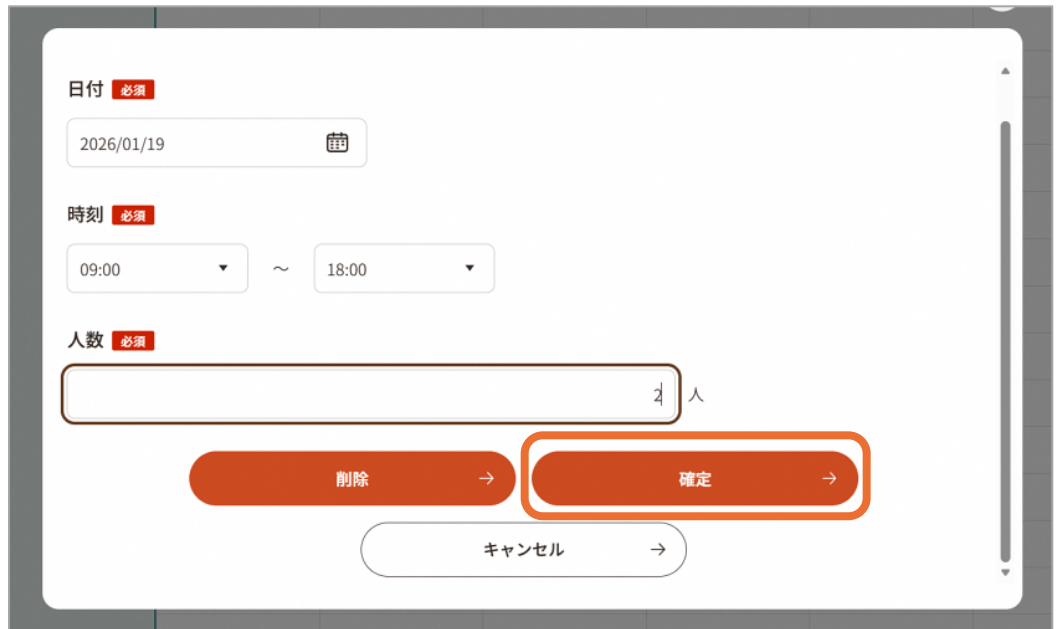 日付 必須
2026/01/19
時刻 必須
09:00 ～ 18:00
人数 必須
2 人
削除 → 確定 →
キャンセル →